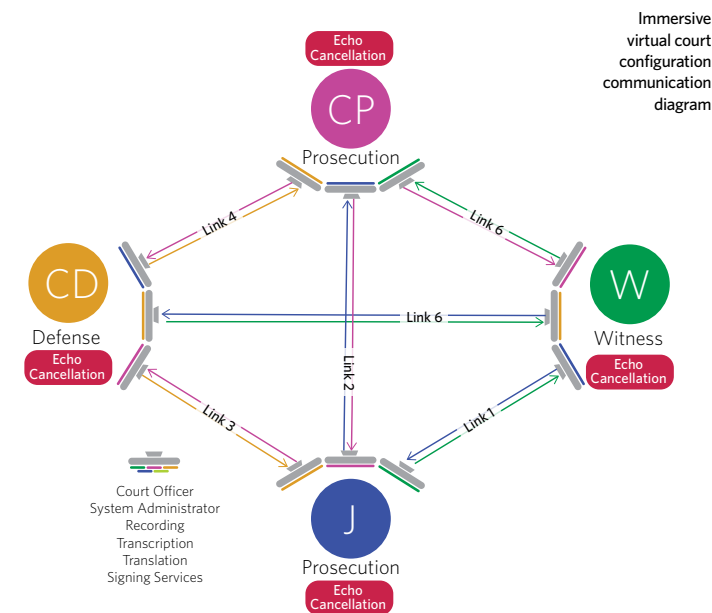 Immersive
virtual court
configuration
communication
diagram
Echo
Cancellation
CP
Prosecution
Link 4
Link 6
CD
Defense
Echo
Cancellation
Link 6
W
Witness
Echo
Cancellation
Link 2
Link 3
Link 1
Court Officer
System Administrator
Recording
Transcription
Translation
Signing Services
J
Prosecution
Echo
Cancellation